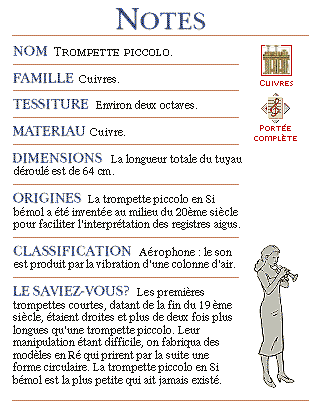 NOTES
NOM TROMPETTE PICCOLO.
FAMILLE Cuivres.
CUIVRES
TESSITURE Environ deux octaves.
MATERIAU Cuivre.
PORTÉE
COMPLÈTE
DIMENSIONS La longueur totale du tuyau
déroulé est de 64 cm.
ORIGINES La trompette piccolo en Si
bémol a été inventée au milieu du 20ème siècle
pour faciliter l'interprétation des registres aigus.
CLASSIFICATION Aérophone : le son
est produit par la vibration d'une colonne d'air.
LE SAVIEZ-VOUS? Les premières
trompettes courtes, datant de la fin du 19ème
siècle, étaient droites et plus de deux fois plus
longues qu'une trompette piccolo. Leur
manipulation étant difficile, on fabriqua des
modèles en Ré qui prirent par la suite une
forme circulaire. La trompette piccolo en Si
bémol est la plus petite qui ait jamais existé.